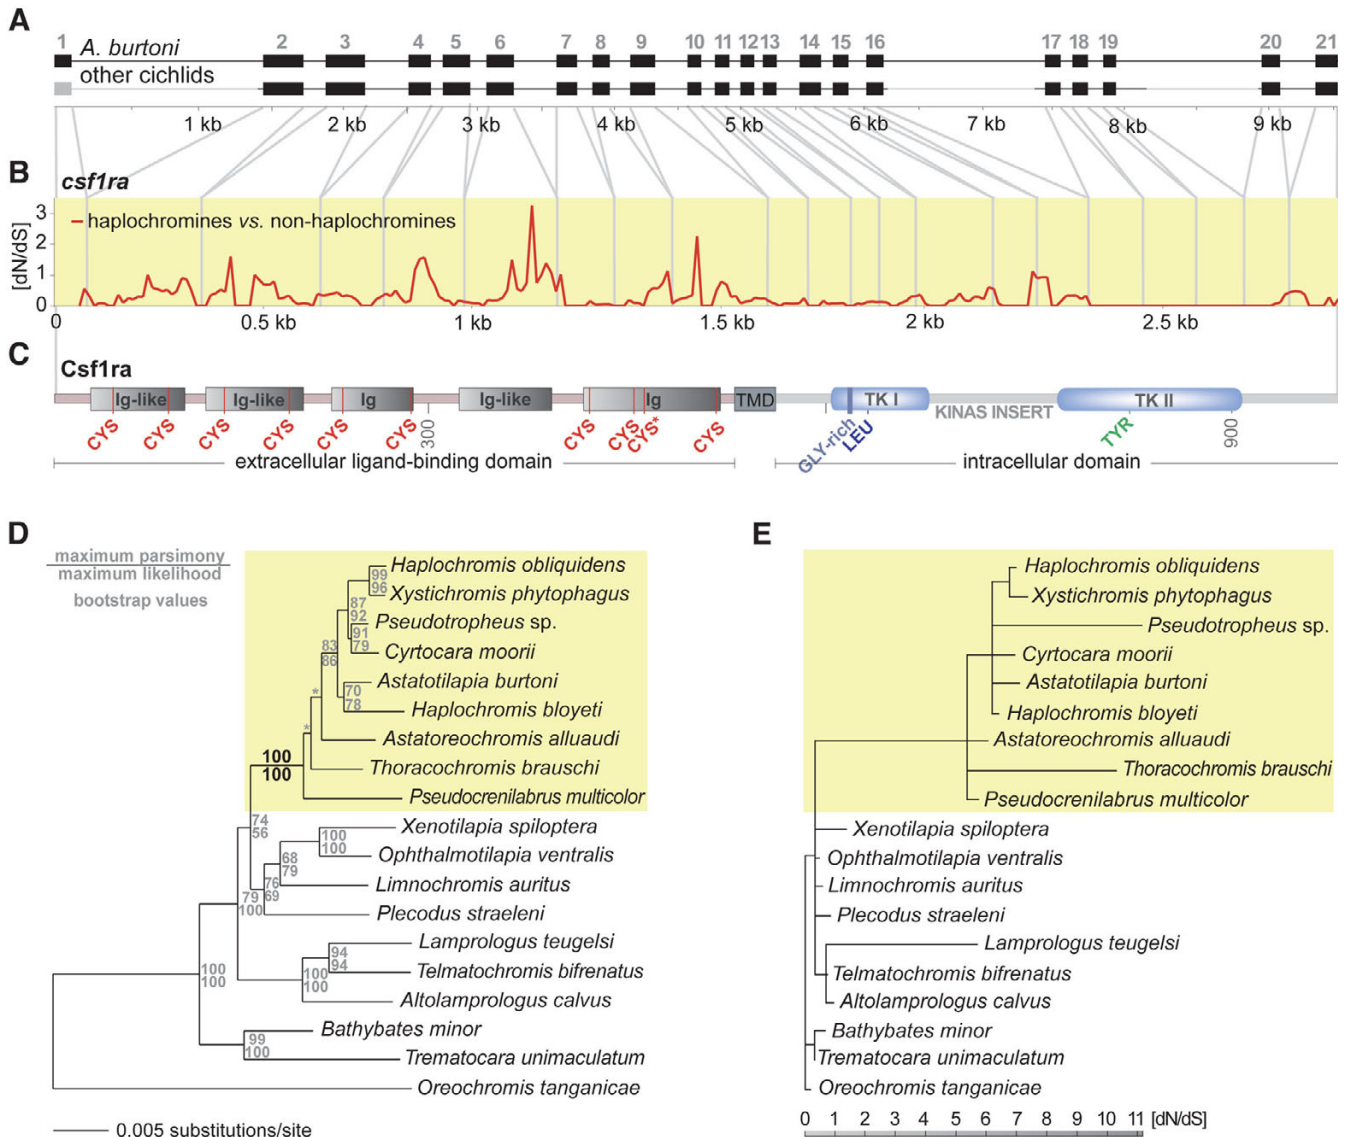 A
1 2 3 4 5 6 7 8 9 10 11 12 13 14 15 16 17 18 19 20 21
A. burtoni
other cichlids
1 kb 2 kb 3 kb 4 kb 5 kb 6 kb 7 kb 8 kb 9 kb
B
csf1ra
[dN/dS]
3
2
1
0
haplochromines vs. non-haplochromines
0 0.5 kb 1 kb 1.5 kb 2 kb 2.5 kb
C
Csf1ra
Ig-like Ig-like Ig Ig-like Ig TMD TK I KINAS INSERT TK II
CYS CYS CYS CYS CYS CYS 300 CYS CYS CYS* CYS GLY-rich LEU TYR 900
extracellular ligand-binding domain
intracellular domain
D
maximum parsimony
maximum likelihood
bootstrap values
Haplochromis obliquidens
99
96
Xystichromis phytophagus
87
92
Pseudotropheus sp.
91
79
Cyrtocara moorii
83
86
Astatotilapia burtoni
70
78
Haplochromis bloyeti
*
*
Astatoreochromis alluaudi
100
100
Thoracochromis brauschi
Pseudocrenilabrus multicolor
74
56
Xenotilapia spiloptera
100
100
Ophthalmotilapia ventralis
68
79
Limnochromis auritus
76
69
79
100
Plecodus straeleni
Lamprologus teugelsi
94
94
Telmatochromis bifrenatus
100
100
100
100
Altolamprologus calvus
Bathybates minor
99
100
Trematocara unimaculatum
Oreochromis tanganicae
0.005 substitutions/site
E
Haplochromis obliquidens
Xystichromis phytophagus
Pseudotropheus sp.
Cyrtocara moorii
Astatotilapia burtoni
Haplochromis bloyeti
Astatoreochromis alluaudi
Thoracochromis brauschi
Pseudocrenilabrus multicolor
Xenotilapia spiloptera
Ophthalmotilapia ventralis
Limnochromis auritus
Plecodus straeleni
Lamprologus teugelsi
Telmatochromis bifrenatus
Altolamprologus calvus
Bathybates minor
Trematocara unimaculatum
Oreochromis tanganicae
0 1 2 3 4 5 6 7 8 9 10 11 [dN/dS]